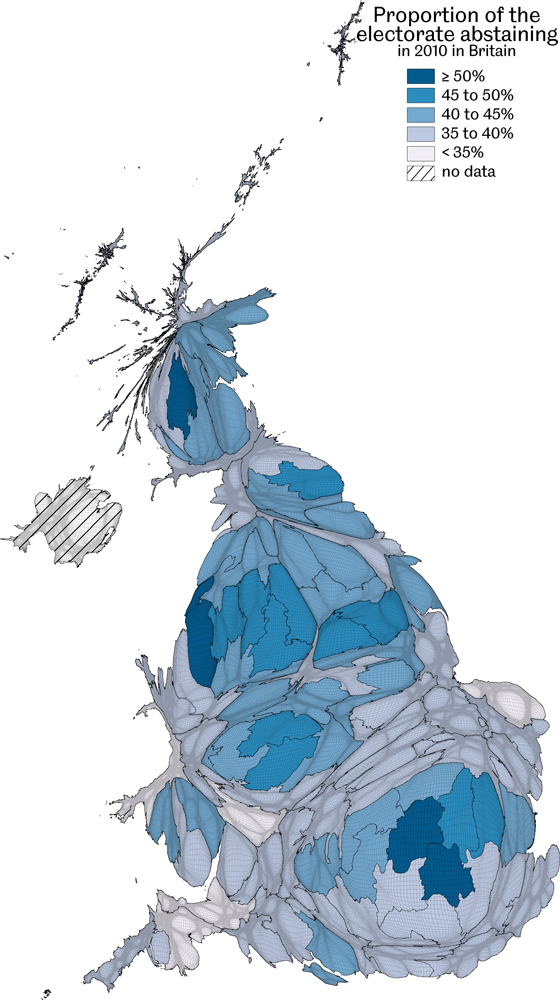 Proportion of the
electorate abstaining
in 2010 in Britain
≥ 50%
45 to 50%
40 to 45%
35 to 40%
< 35%
no data